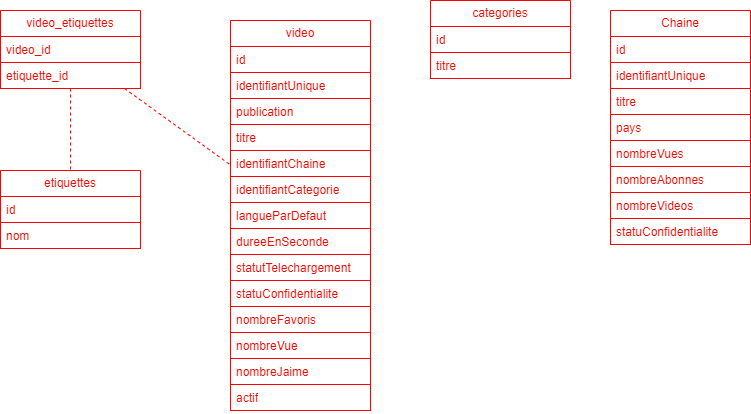 video_etiquettes
video_id
etiquette_id
etiquettes
id
nom
video
id
identifiantUnique
publication
titre
identifiantChaine
identifiantCategorie
langueParDefaut
dureeEnSeconde
statutTelechargement
statuConfidentialite
nombreFavoris
nombreVue
nombreJaime
actif
categories
id
titre
Chaine
id
identifiantUnique
titre
pays
nombreVues
nombreAbonnes
nombreVideos
statuConfidentialite